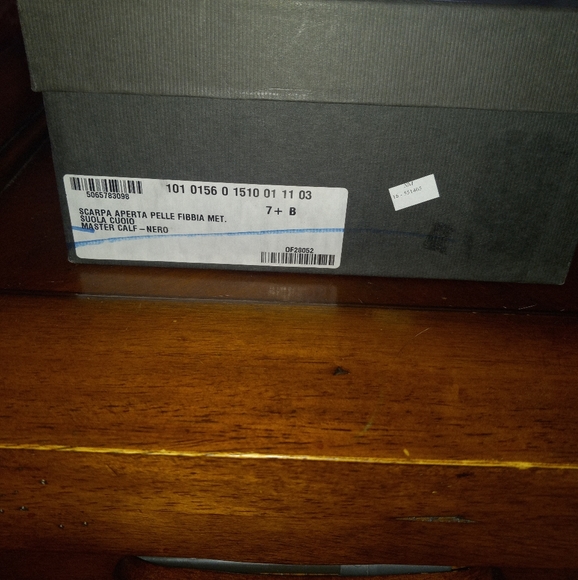 101 0156 0 1510 01 11 03
5065783098
7+ B
SCARPA APERTA PELLE FIBBIA MET.
SUOLA CUOIO
MASTER CALF - NERO
OF28052